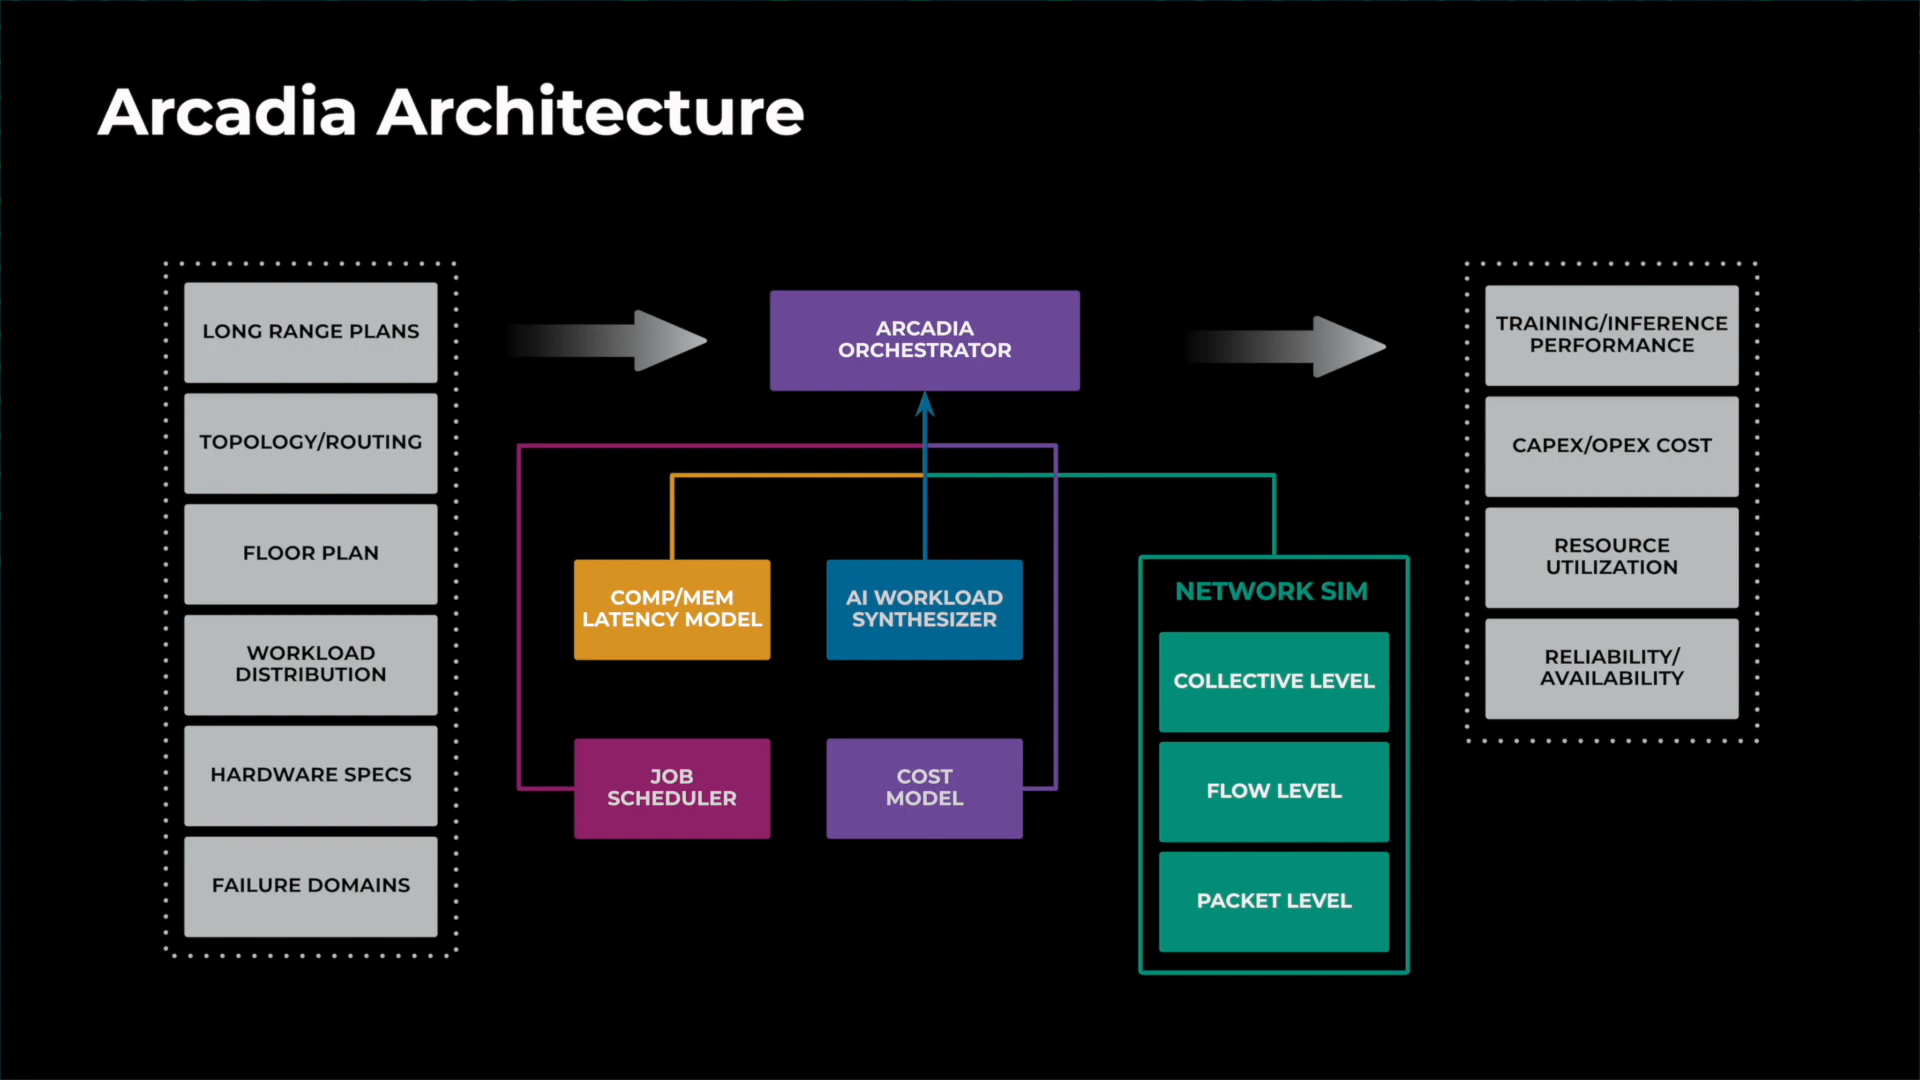 Arcadia Architecture
LONG RANGE PLANS
TOPOLOGY/ROUTING
FLOOR PLAN
WORKLOAD
DISTRIBUTION
HARDWARE SPECS
FAILURE DOMAINS
ARCADIA
ORCHESTRATOR
COMP/MEM
LATENCY MODEL
AI WORKLOAD
SYNTHESIZER
JOB
SCHEDULER
COST
MODEL
NETWORK SIM
COLLECTIVE LEVEL
FLOW LEVEL
PACKET LEVEL
TRAINING/INFERENCE
PERFORMANCE
CAPEX/OPEX COST
RESOURCE
UTILIZATION
RELIABILITY/
AVAILABILITY